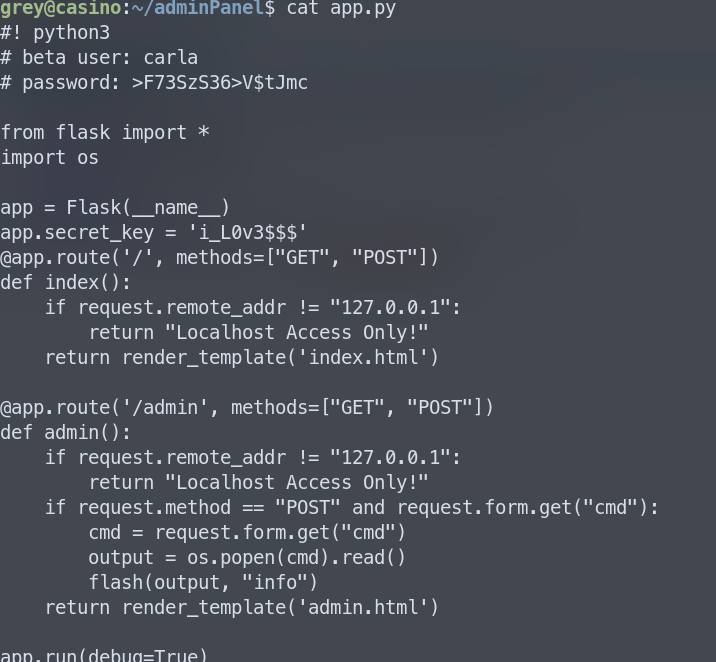 grey@casino:~/adminPanel$ cat app.py
#! python3
# beta user: carla
# password: >F73SzS36>V$tJmc

from flask import *
import os

app = Flask(__name__)
app.secret_key = 'i_L0v3$$$'
@app.route('/', methods=["GET", "POST"])
def index():
    if request.remote_addr != "127.0.0.1":
        return "Localhost Access Only!"
    return render_template('index.html')

@app.route('/admin', methods=["GET", "POST"])
def admin():
    if request.remote_addr != "127.0.0.1":
        return "Localhost Access Only!"
    if request.method == "POST" and request.form.get("cmd"):
        cmd = request.form.get("cmd")
        output = os.popen(cmd).read()
        flash(output, "info")
    return render_template('admin.html')

app.run(debug=True)